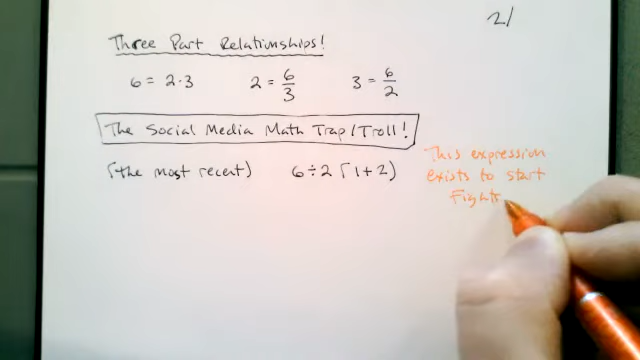 21
Three Part Relationships!
6 = 2·3 2 = 6/3 3 = 6/2
The Social Media Math Trap/Troll!
(the most recent) 6÷2(1+2)
This expression
exists to start
Fights